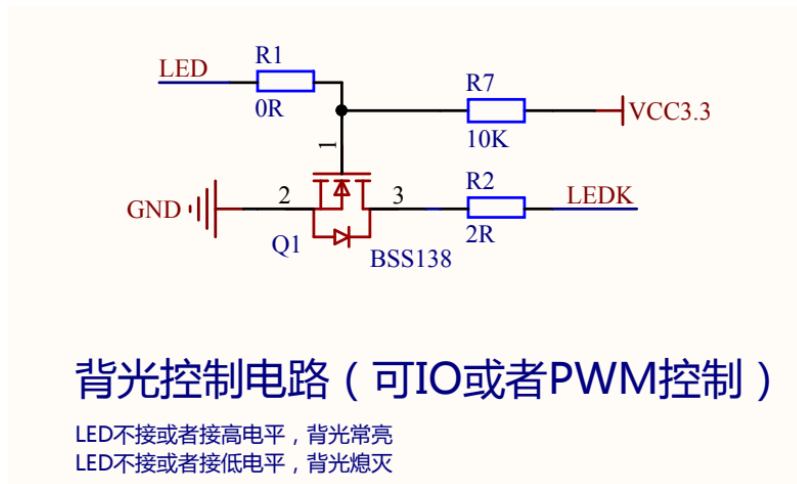 LED
R1
0R
R7
10K
VCC3.3
1
GND
2
3
R2
2R
LEDK
Q1
BSS138
背光控制电路（可IO或者PWM控制）
LED不接或者接高电平，背光常亮
LED不接或者接低电平，背光熄灭